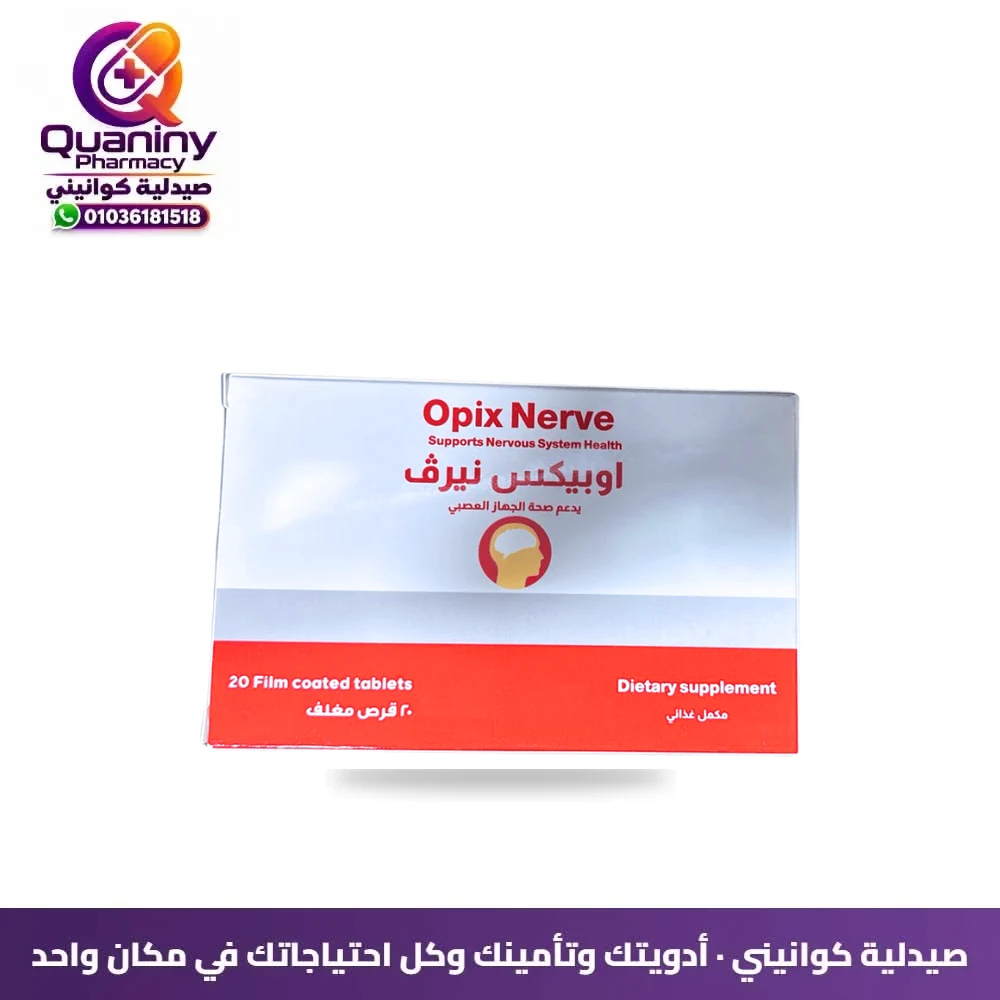 Quaniny
Pharmacy
صيدلية كوانيني
01036181518
Opix Nerve
Supports Nervous System Health
اوبيكس نيرڤ
يدعم صحة الجهاز العصبي
20 Film coated tablets
٢٠ قرص مغلف
Dietary supplement
مكمل غذائي
صيدلية كوانيني · أدويتك وتأمينك وكل احتياجاتك في مكان واحد